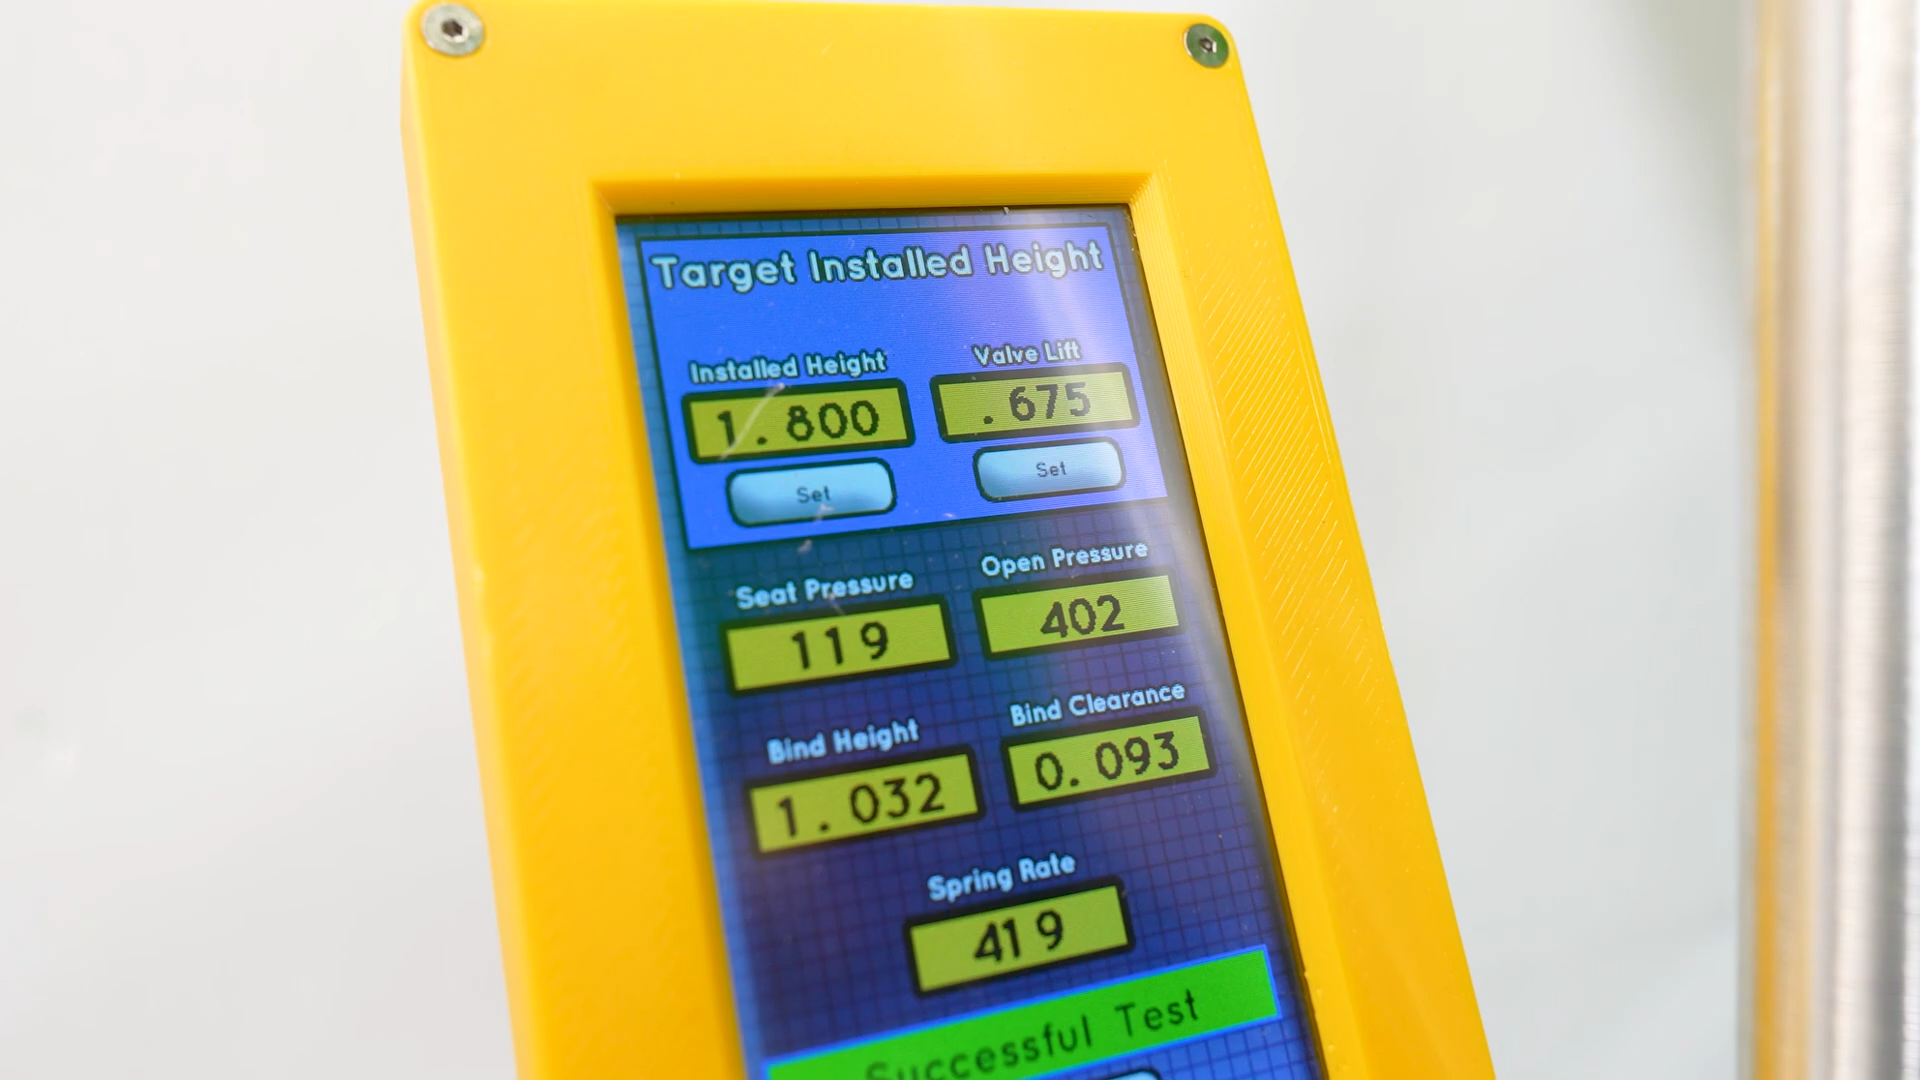 Target Installed Height
Installed Height Valve Lift
1.800 .675
Set Set
Seat Pressure Open Pressure
119 402
Bind Height Bind Clearance
1.032 0.093
Spring Rate
419
Successful Test